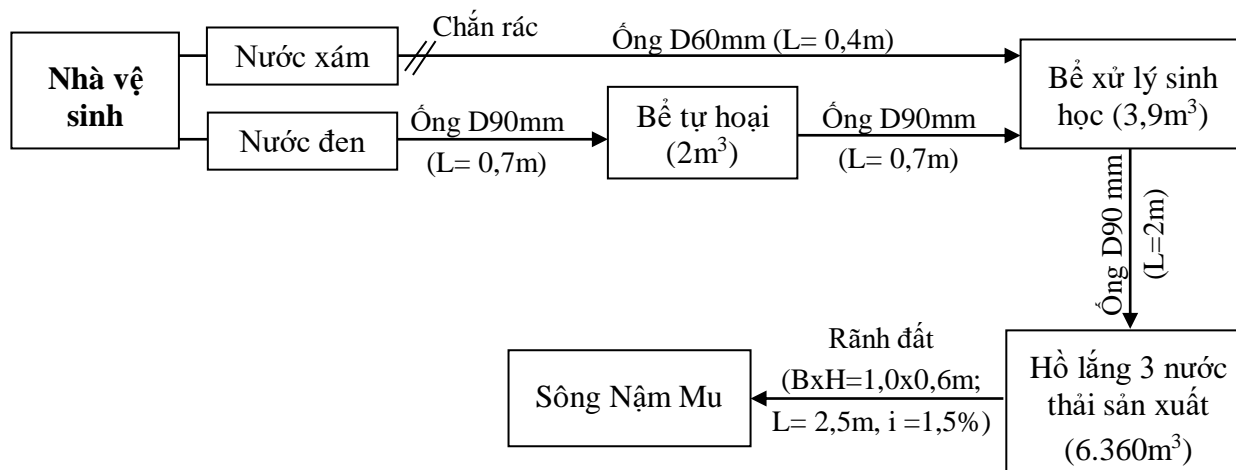 Nhà vệ
sinh
Nước xám
Chắn rác
Ống D60mm (L= 0,4m)
Bể xử lý sinh
học (3,9m³)
Nước đen
Ống D90mm
(L= 0,7m)
Bể tự hoại
(2m³)
Ống D90mm
(L= 0,7m)
Ống D90 mm
(L=2m)
Hồ lắng 3 nước
thải sản xuất
(6.360m³)
Rãnh đất
(BxH=1,0x0,6m;
L= 2,5m, i =1,5%)
Sông Nậm Mu